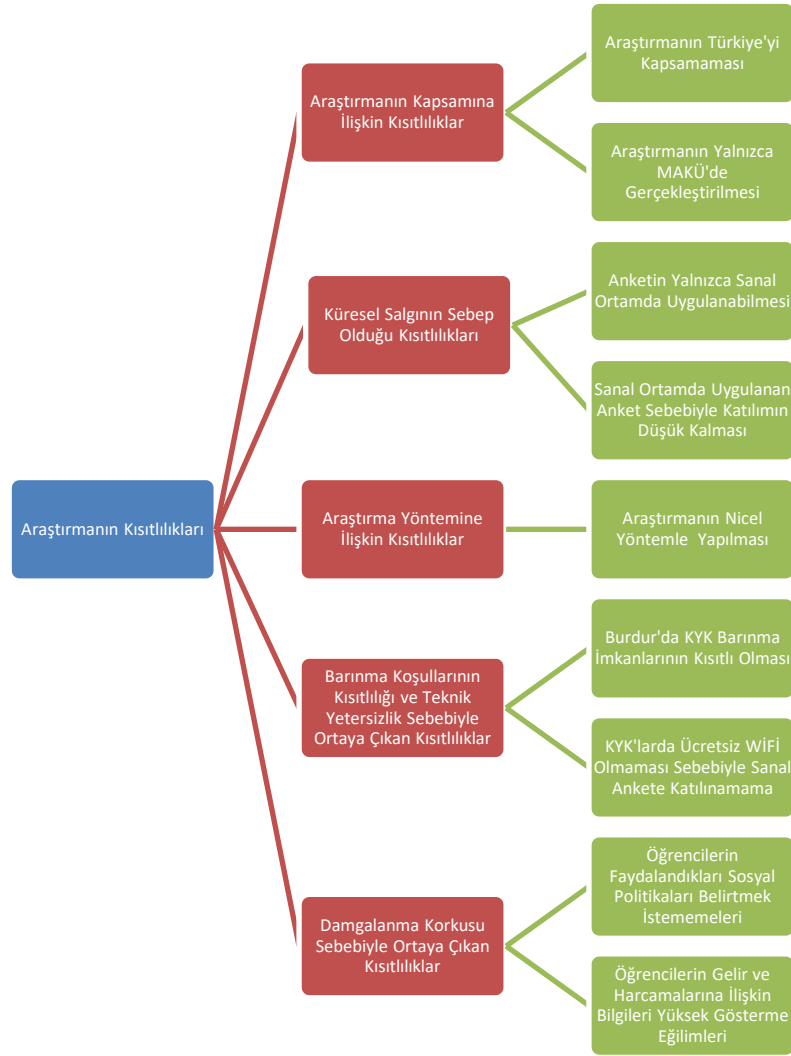 Araştırmanın Kısıtlılıkları
Araştırmanın Kapsamına
İlişkin Kısıtlılıklar
Araştırmanın Türkiye'yi
Kapsamaması
Araştırmanın Yalnızca
MAKÜ'de
Gerçekleştirilmesi
Küresel Salgının Sebep
Olduğu Kısıtlılıkları
Anketin Yalnızca Sanal
Ortamda Uygulanabilmesi
Sanal Ortamda Uygulanan
Anket Sebebiyle Katılımın
Düşük Kalması
Araştırma Yöntemine
İlişkin Kısıtlılıklar
Araştırmanın Nicel
Yöntemle Yapılması
Barınma Koşullarının
Kısıtlılığı ve Teknik
Yetersizlik Sebebiyle
Ortaya Çıkan Kısıtlılıklar
Burdur'da KYK Barınma
İmkanlarının Kısıtlı Olması
KYK'larda Ücretsiz WİFİ
Olmaması Sebebiyle Sanal
Ankete Katılınamama
Damgalanma Korkusu
Sebebiyle Ortaya Çıkan
Kısıtlılıklar
Öğrencilerin
Faydalandıkları Sosyal
Politikaları Belirtmek
İstememeleri
Öğrencilerin Gelir ve
Harcamalarına İlişkin
Bilgileri Yüksek Gösterme
Eğilimleri